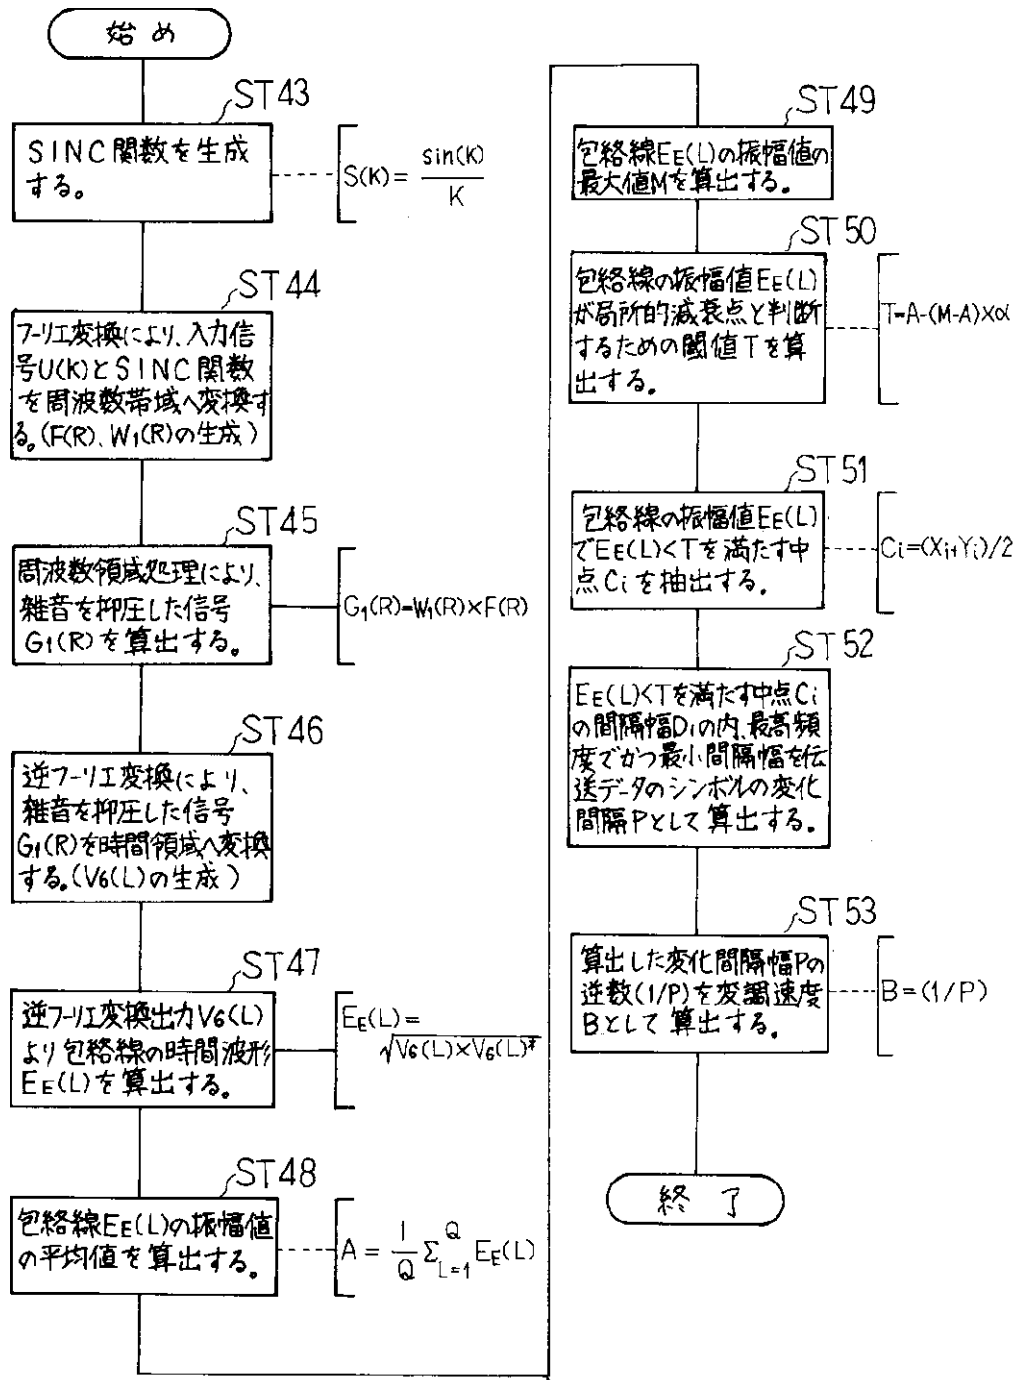 始め
ST43
SINC関数を生成
する。
S(K)= sin(K)
K
ST44
フーリエ変換により、入力信
号U(K)とSINC関数
を周波数帯域へ変換す
る。(F(R)、W1(R)の生成)
ST45
周波数領域処理により、
雑音を抑圧した信号
G1(R)を算出する。
G1(R)=W1(R)×F(R)
ST46
逆フーリエ変換により、
雑音を抑圧した信号
G1(R)を時間領域へ変換
する。(V6(L)の生成)
ST47
逆フーリエ変換出力V6(L)
より包絡線の時間波形
EE(L)を算出する。
EE(L)=
√V6(L)×V6(L)*
ST48
包絡線EE(L)の振幅値
の平均値を算出する。
A = 1/Q Σ L=1 Q EE(L)
ST49
包絡線EE(L)の振幅値の
最大値Mを算出する。
ST50
包絡線の振幅値EE(L)
が局所的減衰点と判断
するための閾値Tを算
出する。
T=A-(M-A)×α
ST51
包絡線の振幅値EE(L)
でEE(L)<Tを満たす中
点Ciを抽出する。
Ci=(Xi+Yi)/2
ST52
EE(L)<Tを満たす中点Ci
の間隔幅Diの内、最高頻
度でかつ最小間隔幅を伝
送データのシンボルの変化
間隔Pとして算出する。
ST53
算出した変化間隔幅Pの
逆数(1/P)を変調速度
Bとして算出する。
B=(1/P)
終了